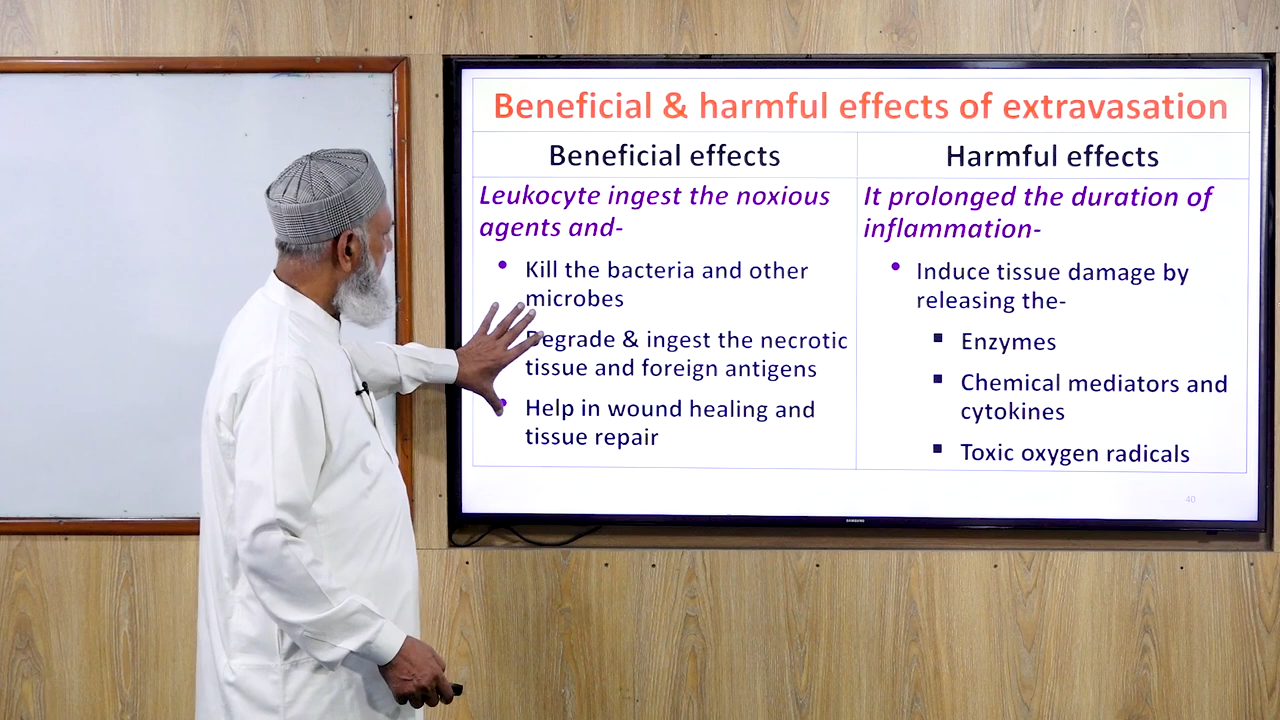 Beneficial & harmful effects of extravasation
Beneficial effects
Harmful effects
Leukocyte ingest the noxious
agents and-
• Kill the bacteria and other
microbes
Degrade & ingest the necrotic
tissue and foreign antigens
• Help in wound healing and
tissue repair
It prolonged the duration of
inflammation-
• Induce tissue damage by
releasing the-
▪ Enzymes
▪ Chemical mediators and
cytokines
▪ Toxic oxygen radicals
40
SAMSUNG